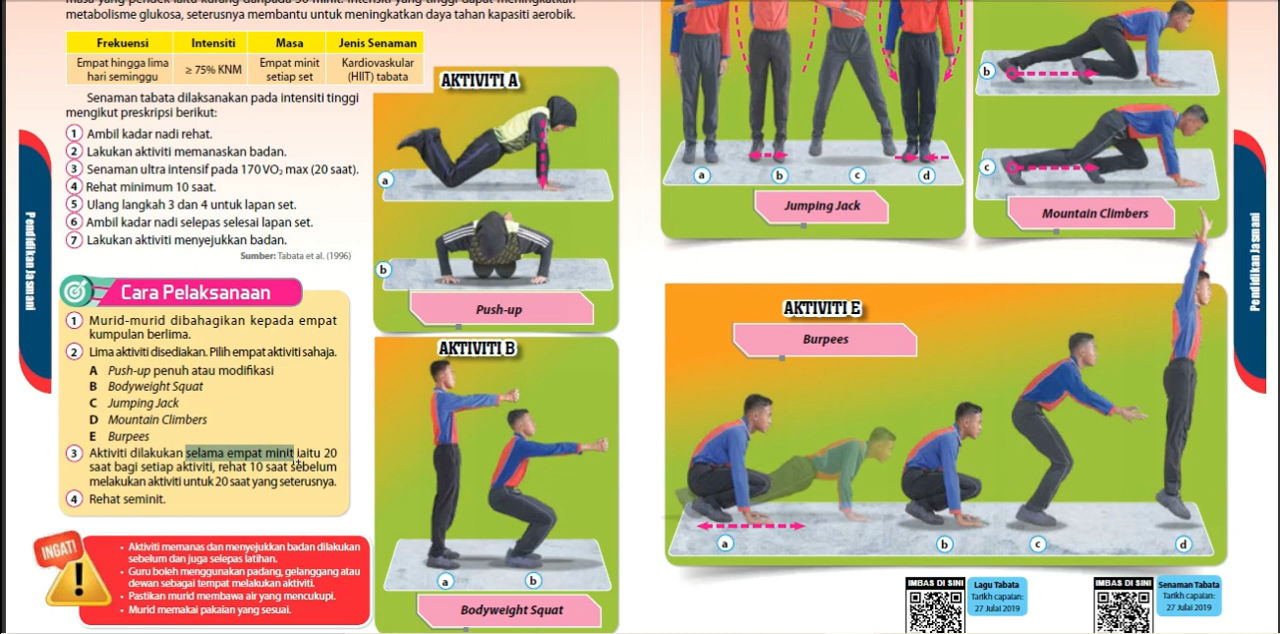 masa yang pendek iaitu kurang daripada 30 minit. Intensiti yang tinggi dapat meningkatkan
metabolisme glukosa, seterusnya membantu untuk meningkatkan daya tahan kapasiti aerobik.
Frekuensi Intensiti Masa Jenis Senaman
Empat hingga lima hari seminggu ≥ 75% KNM Empat minit setiap set Kardiovaskular (HIIT) tabata
Senaman tabata dilaksanakan pada intensiti tinggi
mengikut preskripsi berikut:
1 Ambil kadar nadi rehat.
2 Lakukan aktiviti memanaskan badan.
3 Senaman ultra intensif pada 170 VO₂ max (20 saat).
4 Rehat minimum 10 saat.
5 Ulang langkah 3 dan 4 untuk lapan set.
6 Ambil kadar nadi selepas selesai lapan set.
7 Lakukan aktiviti menyejukkan badan.
Sumber: Tabata et al. (1996)
Pendidikan Jasmani
Cara Pelaksanaan
1 Murid-murid dibahagikan kepada empat
kumpulan berlima.
2 Lima aktiviti disediakan. Pilih empat aktiviti sahaja.
A Push-up penuh atau modifikasi
B Bodyweight Squat
C Jumping Jack
D Mountain Climbers
E Burpees
3 Aktiviti dilakukan selama empat minit iaitu 20
saat bagi setiap aktiviti, rehat 10 saat sebelum
melakukan aktiviti untuk 20 saat yang seterusnya.
4 Rehat seminit.
INGAT!
• Aktiviti memanas dan menyejukkan badan dilakukan
sebelum dan juga selepas latihan.
• Guru boleh menggunakan padang, gelanggang atau
dewan sebagai tempat melakukan aktiviti.
• Pastikan murid membawa air yang mencukupi.
• Murid memakai pakaian yang sesuai.
AKTIVITI A
a
b
Push-up
AKTIVITI B
a b
Bodyweight Squat
a b c d
Jumping Jack
b
c
Mountain Climbers
AKTIVITI E
Burpees
a b c d
IMBAS DI SINI
Lagu Tabata
Tarikh capaian:
27 Julai 2019
IMBAS DI SINI
Senaman Tabata
Tarikh capaian:
27 Julai 2019
Pendidikan Jasmani